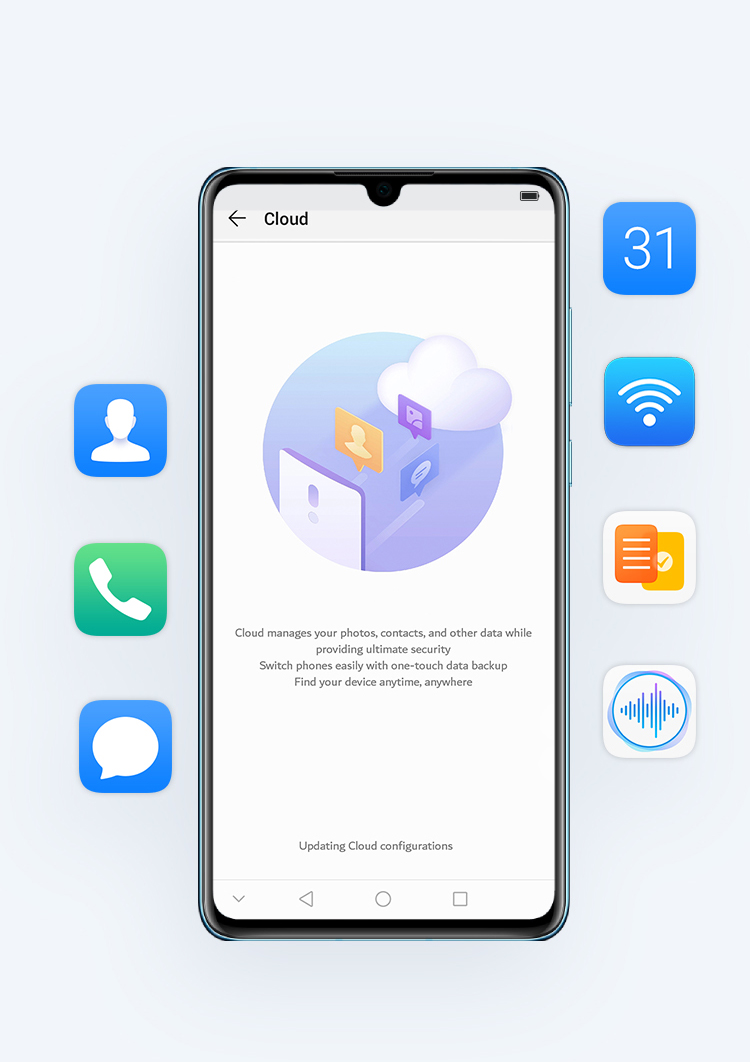 Cloud
31
Cloud manages your photos, contacts, and other data while
providing ultimate security
Switch phones easily with one-touch data backup
Find your device anytime, anywhere
Updating Cloud configurations